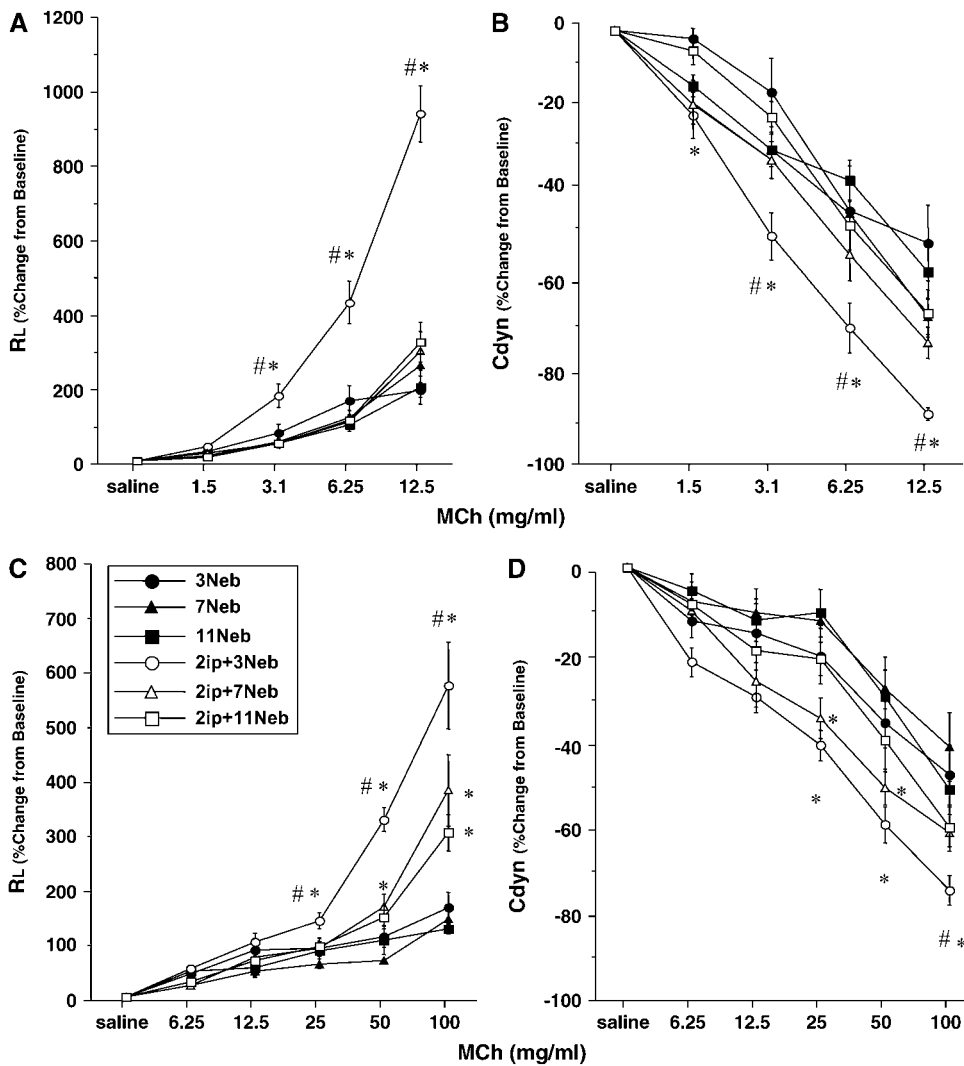 A
1200
1000
800
600
400
200
0
RL (%Change from Baseline)
#*
#*
#*
saline 1.5 3.1 6.25 12.5
B
0
-20
-40
-60
-80
-100
Cdyn (%Change from Baseline)
*
#*
#*
#*
saline 1.5 3.1 6.25 12.5
MCh (mg/ml)
C
800
700
600
500
400
300
200
100
0
RL (%Change from Baseline)
3Neb
7Neb
11Neb
2ip+3Neb
2ip+7Neb
2ip+11Neb
#*
# *
*
*
# *
*
saline 6.25 12.5 25 50 100
D
0
-20
-40
-60
-80
-100
Cdyn (%Change from Baseline)
*
*
*
*
# *
saline 6.25 12.5 25 50 100
MCh (mg/ml)